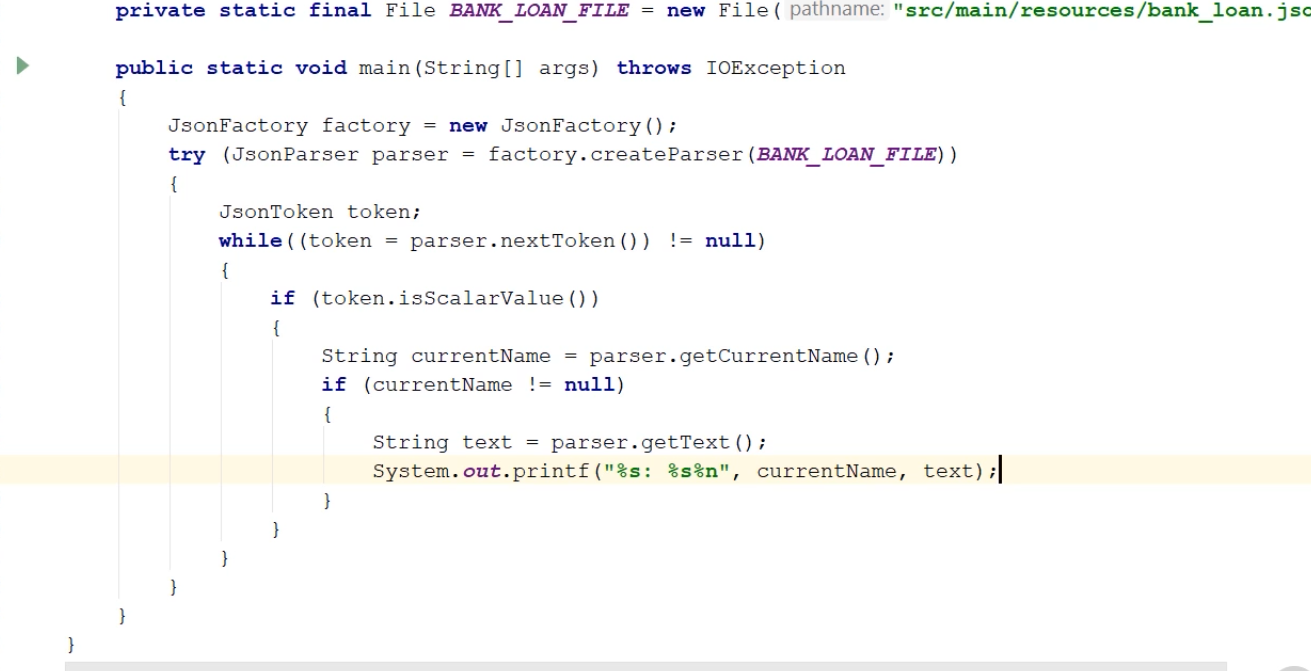 private static final File BANK_LOAN_FILE = new File( pathname: "src/main/resources/bank_loan.jso
public static void main(String[] args) throws IOException
{
JsonFactory factory = new JsonFactory();
try (JsonParser parser = factory.createParser(BANK_LOAN_FILE))
{
JsonToken token;
while((token = parser.nextToken()) != null)
{
if (token.isScalarValue())
{
String currentName = parser.getCurrentName();
if (currentName != null)
{
String text = parser.getText();
System.out.printf("%s: %s%n", currentName, text);
}
}
}
}
}
}